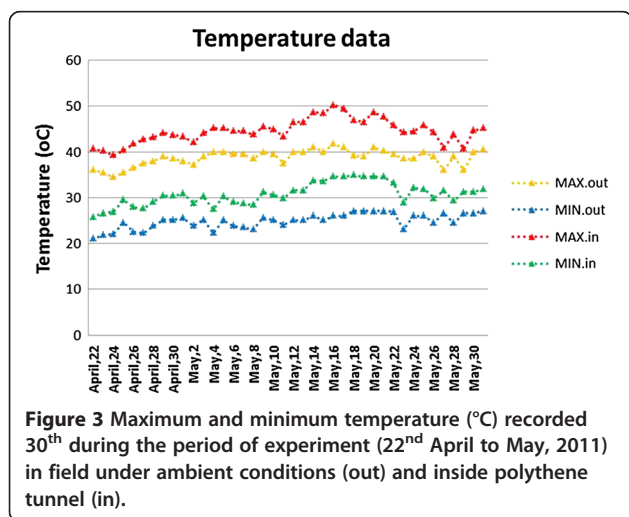 Temperature data
Temperature (oC)
60
50
40
30
20
10
0
April,22
April,24
April,26
April,28
April,30
May,2
May,4
May,6
May,8
May,10
May,12
May,14
May,16
May,18
May,20
May,22
May,24
May,26
May,28
May,30
MAX.out
MIN.out
MAX.in
MIN.in
Figure 3 Maximum and minimum temperature (°C) recorded
30th during the period of experiment (22nd April to May, 2011)
in field under ambient conditions (out) and inside polythene
tunnel (in).